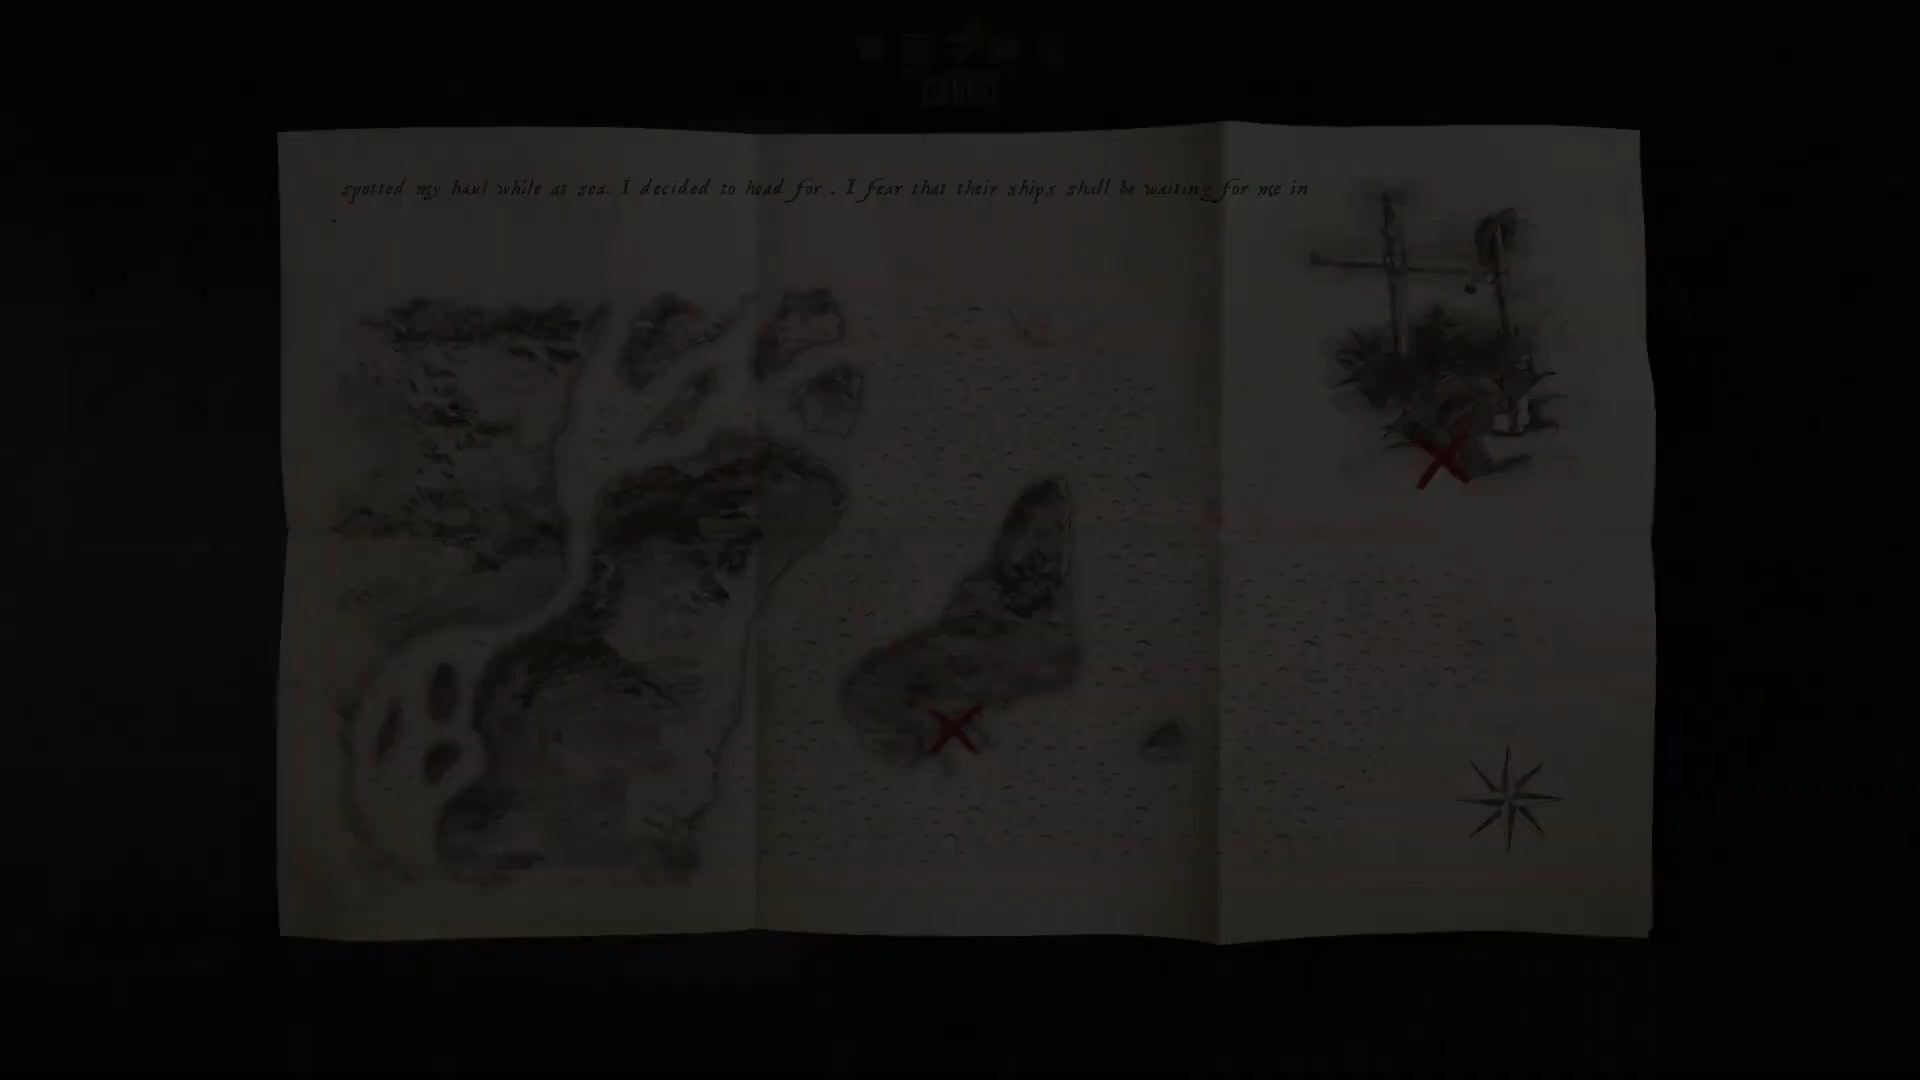 CARGO
spotted my haul while at sea. I decided to head for . I fear that their ships shall be waiting for me in
.